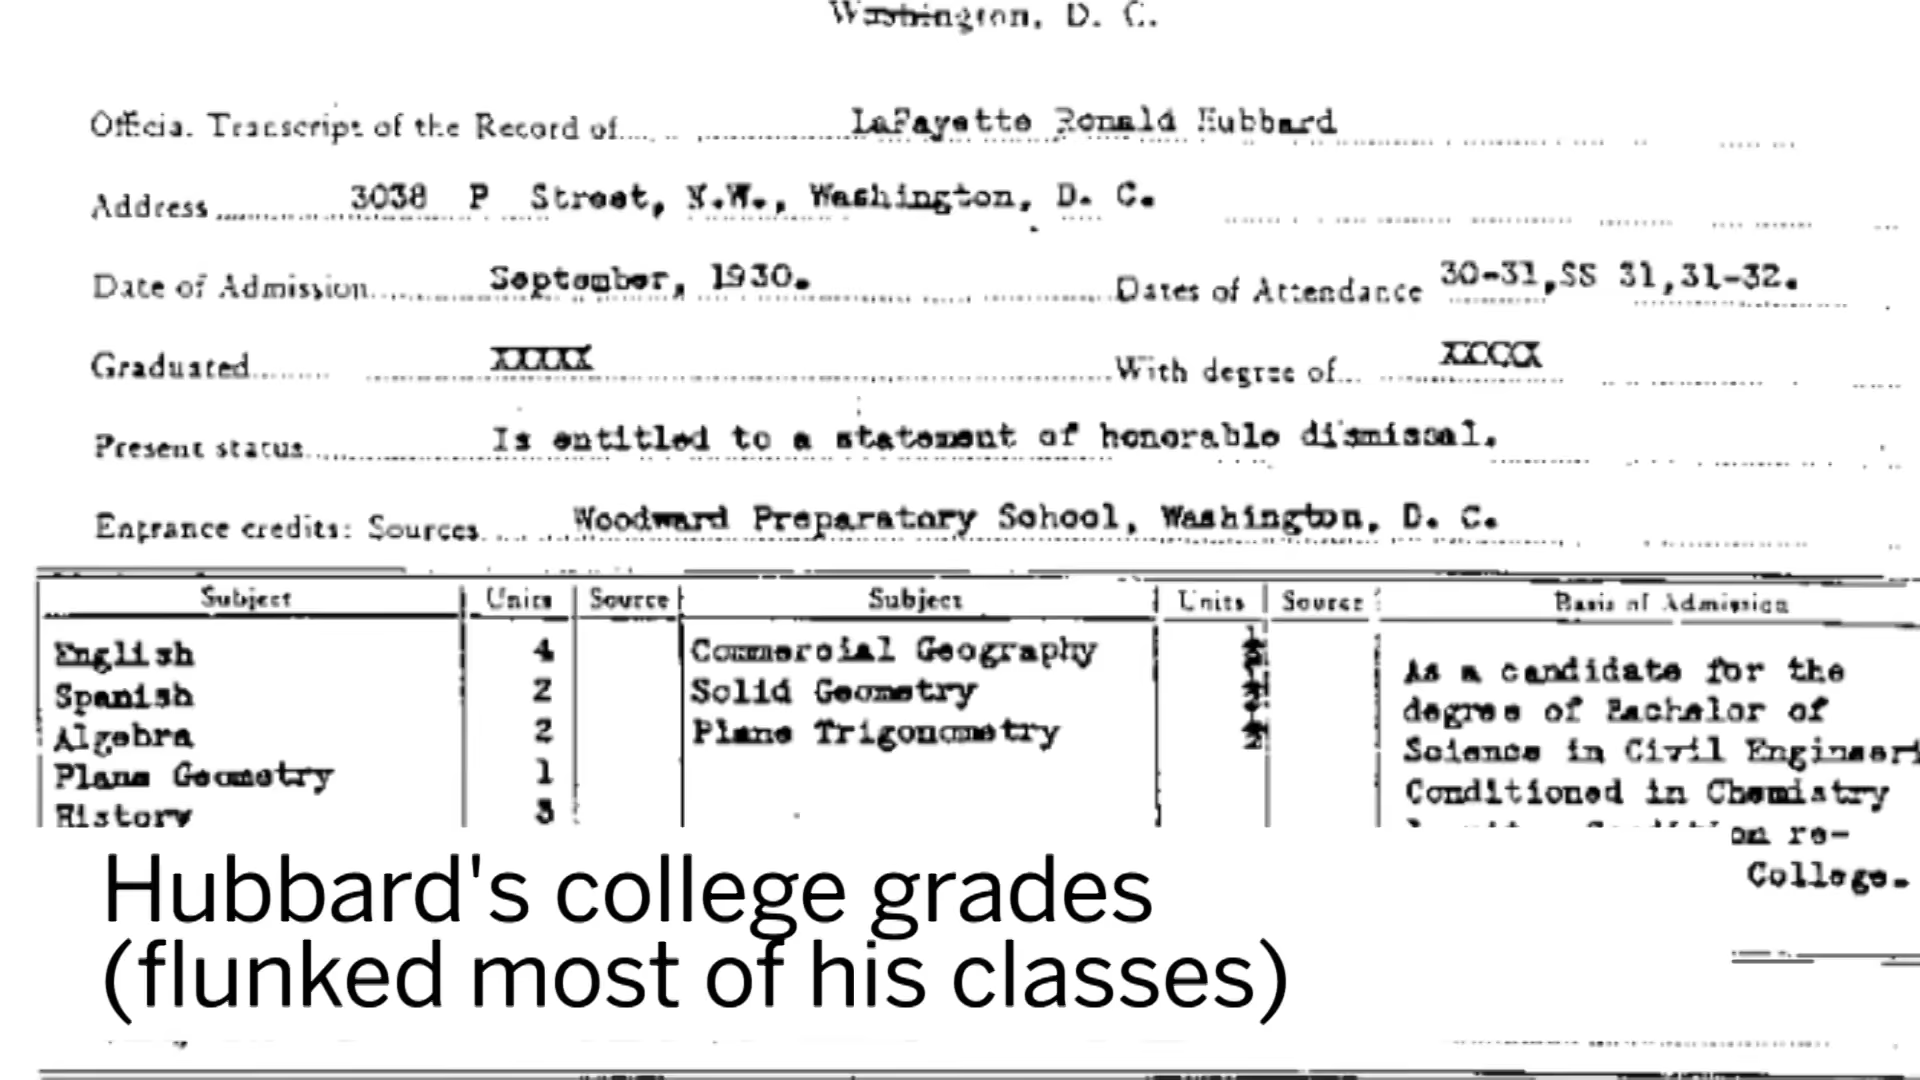 Washington, D. C.
Official Transcript of the Record of LaFayette Ronald Hubbard
Address 3038 P Street, N.W., Washington, D. C.
Date of Admission September, 1930. Dates of Attendance 30-31,SS 31,31-32.
Graduated XXXXX With degree of XXXXX
Present status Is entitled to a statement of honorable dismissal.
Entrance credits: Sources Woodward Preparatory School, Washington, D. C.
Subject Units Source Subject Units Source Basis of Admission
English 4 Commercial Geography
Spanish 2 Solid Geometry
Algebra 2 Plane Trigonometry
Plane Geometry 1
History 3
As a candidate for the
degree of Bachelor of
Science in Civil Engineeri
Conditioned in Chemistry
on re-
College.
Hubbard's college grades
(flunked most of his classes)